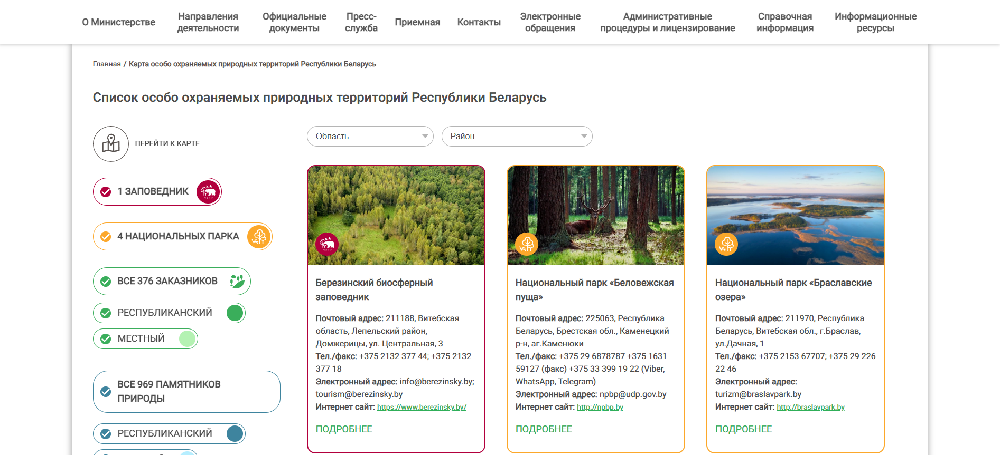 О Министерстве
Направления
деятельности
Официальные
документы
Пресс-
служба
Приемная
Контакты
Электронные
обращения
Административные
процедуры и лицензирование
Справочная
информация
Информационные
ресурсы
Главная / Карта особо охраняемых природных территорий Республики Беларусь
Список особо охраняемых природных территорий Республики Беларусь
ПЕРЕЙТИ К КАРТЕ
Область
Район
1 ЗАПОВЕДНИК
4 НАЦИОНАЛЬНЫХ ПАРКА
ВСЕ 376 ЗАКАЗНИКОВ
РЕСПУБЛИКАНСКИЙ
МЕСТНЫЙ
ВСЕ 969 ПАМЯТНИКОВ
ПРИРОДЫ
РЕСПУБЛИКАНСКИЙ
Березинский биосферный
заповедник
Почтовый адрес: 211188, Витебская
область, Лепельский район,
Домжерицы, ул. Центральная, 3
Тел./факс: +375 2132 377 44; +375 2132
377 18
Электронный адрес: info@berezinsky.by;
tourism@berezinsky.by
Интернет сайт: https://www.berezinsky.by/
ПОДРОБНЕЕ
Национальный парк «Беловежская
пуща»
Почтовый адрес: 225063, Республика
Беларусь, Брестская обл., Каменецкий
р-н, аг.Каменюки
Тел./факс: +375 29 6878787 +375 1631
59127 (факс) +375 33 399 19 22 (Viber,
WhatsApp, Telegram)
Электронный адрес: npbp@udp.gov.by
Интернет сайт: http://npbp.by
ПОДРОБНЕЕ
Национальный парк «Браславские
озера»
Почтовый адрес: 211970, Республика
Беларусь, Витебская обл., г.Браслав,
ул.Дачная, 1
Тел./факс: +375 2153 67707; +375 29 226
22 46
Электронный адрес:
turizm@braslavpark.by
Интернет сайт: http://braslavpark.by
ПОДРОБНЕЕ